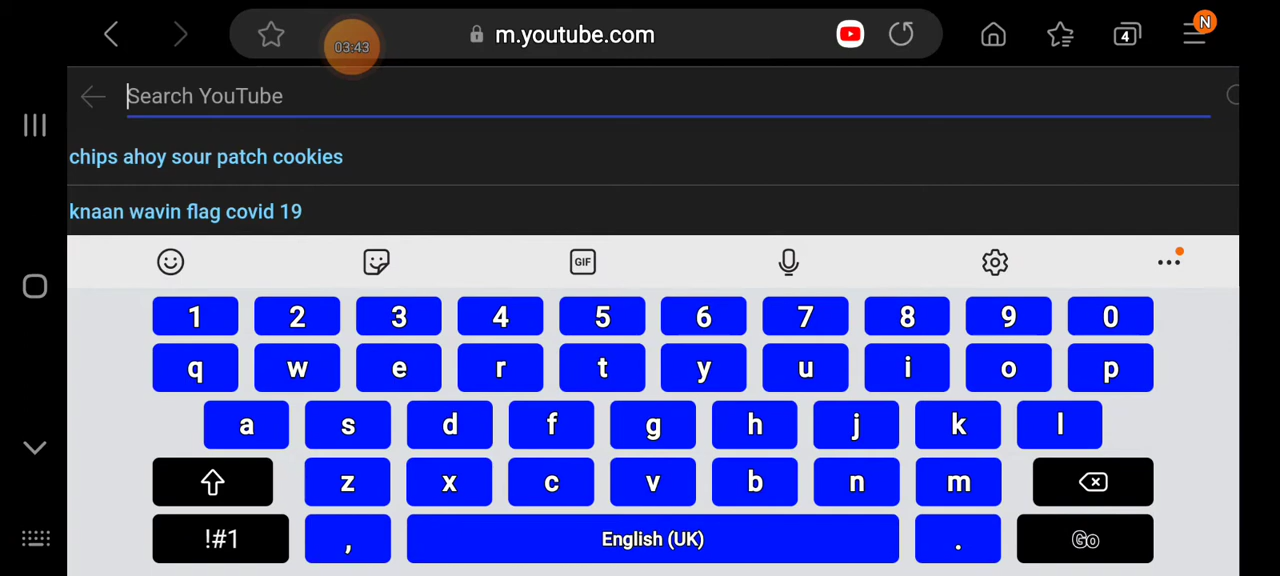 03:43
m.youtube.com
4
N
Search YouTube
chips ahoy sour patch cookies
knaan wavin flag covid 19
GIF
1 2 3 4 5 6 7 8 9 0
q w e r t y u i o p
a s d f g h j k l
z x c v b n m
!#1 , English (UK) . Go